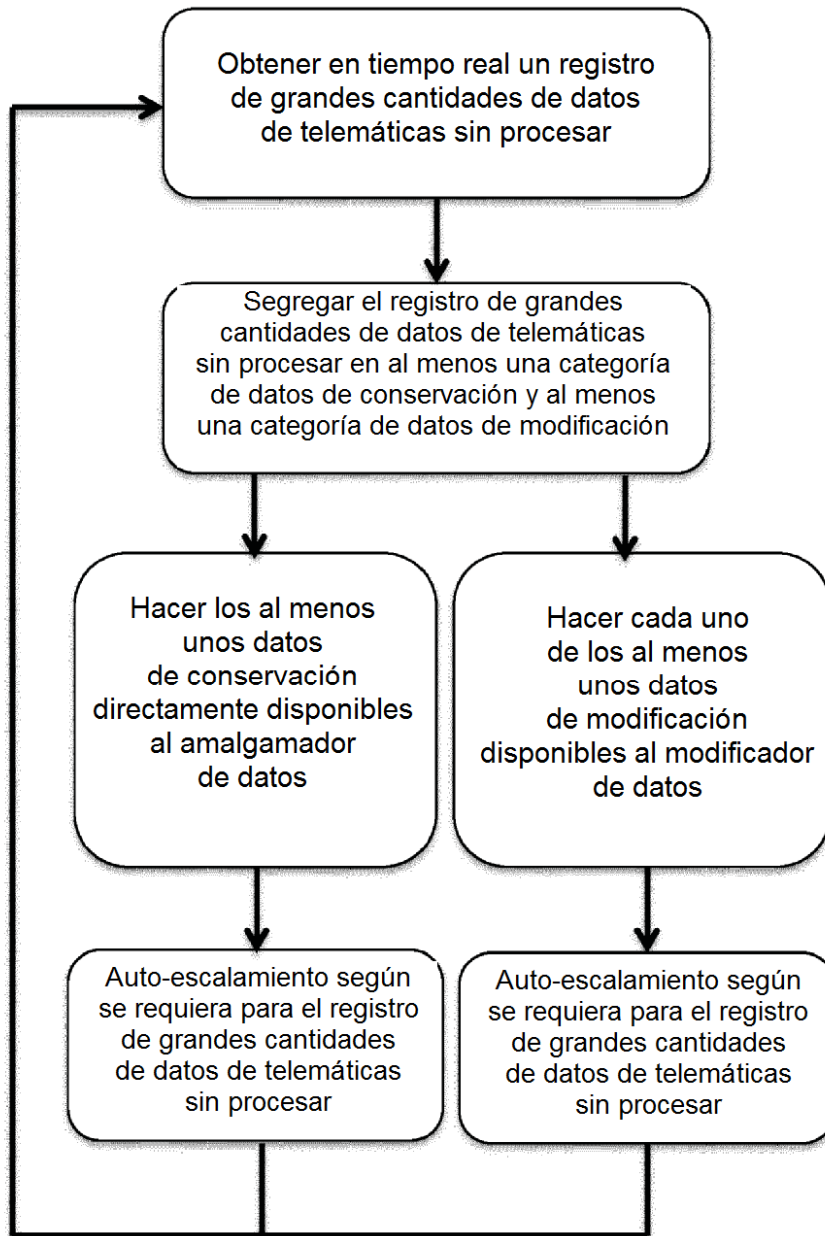 Obtener en tiempo real un registro
de grandes cantidades de datos
de telemáticas sin procesar
Segregar el registro de grandes
cantidades de datos de telemáticas
sin procesar en al menos una categoría
de datos de conservación y al menos
una categoría de datos de modificación
Hacer los al menos
unos datos
de conservación
directamente disponibles
al amalgamador
de datos
Hacer cada uno
de los al menos
unos datos
de modificación
disponibles al modificador
de datos
Auto-escalamiento según
se requiera para el registro
de grandes cantidades
de datos de telemáticas
sin procesar
Auto-escalamiento según
se requiera para el registro
de grandes cantidades
de datos de telemáticas
sin procesar